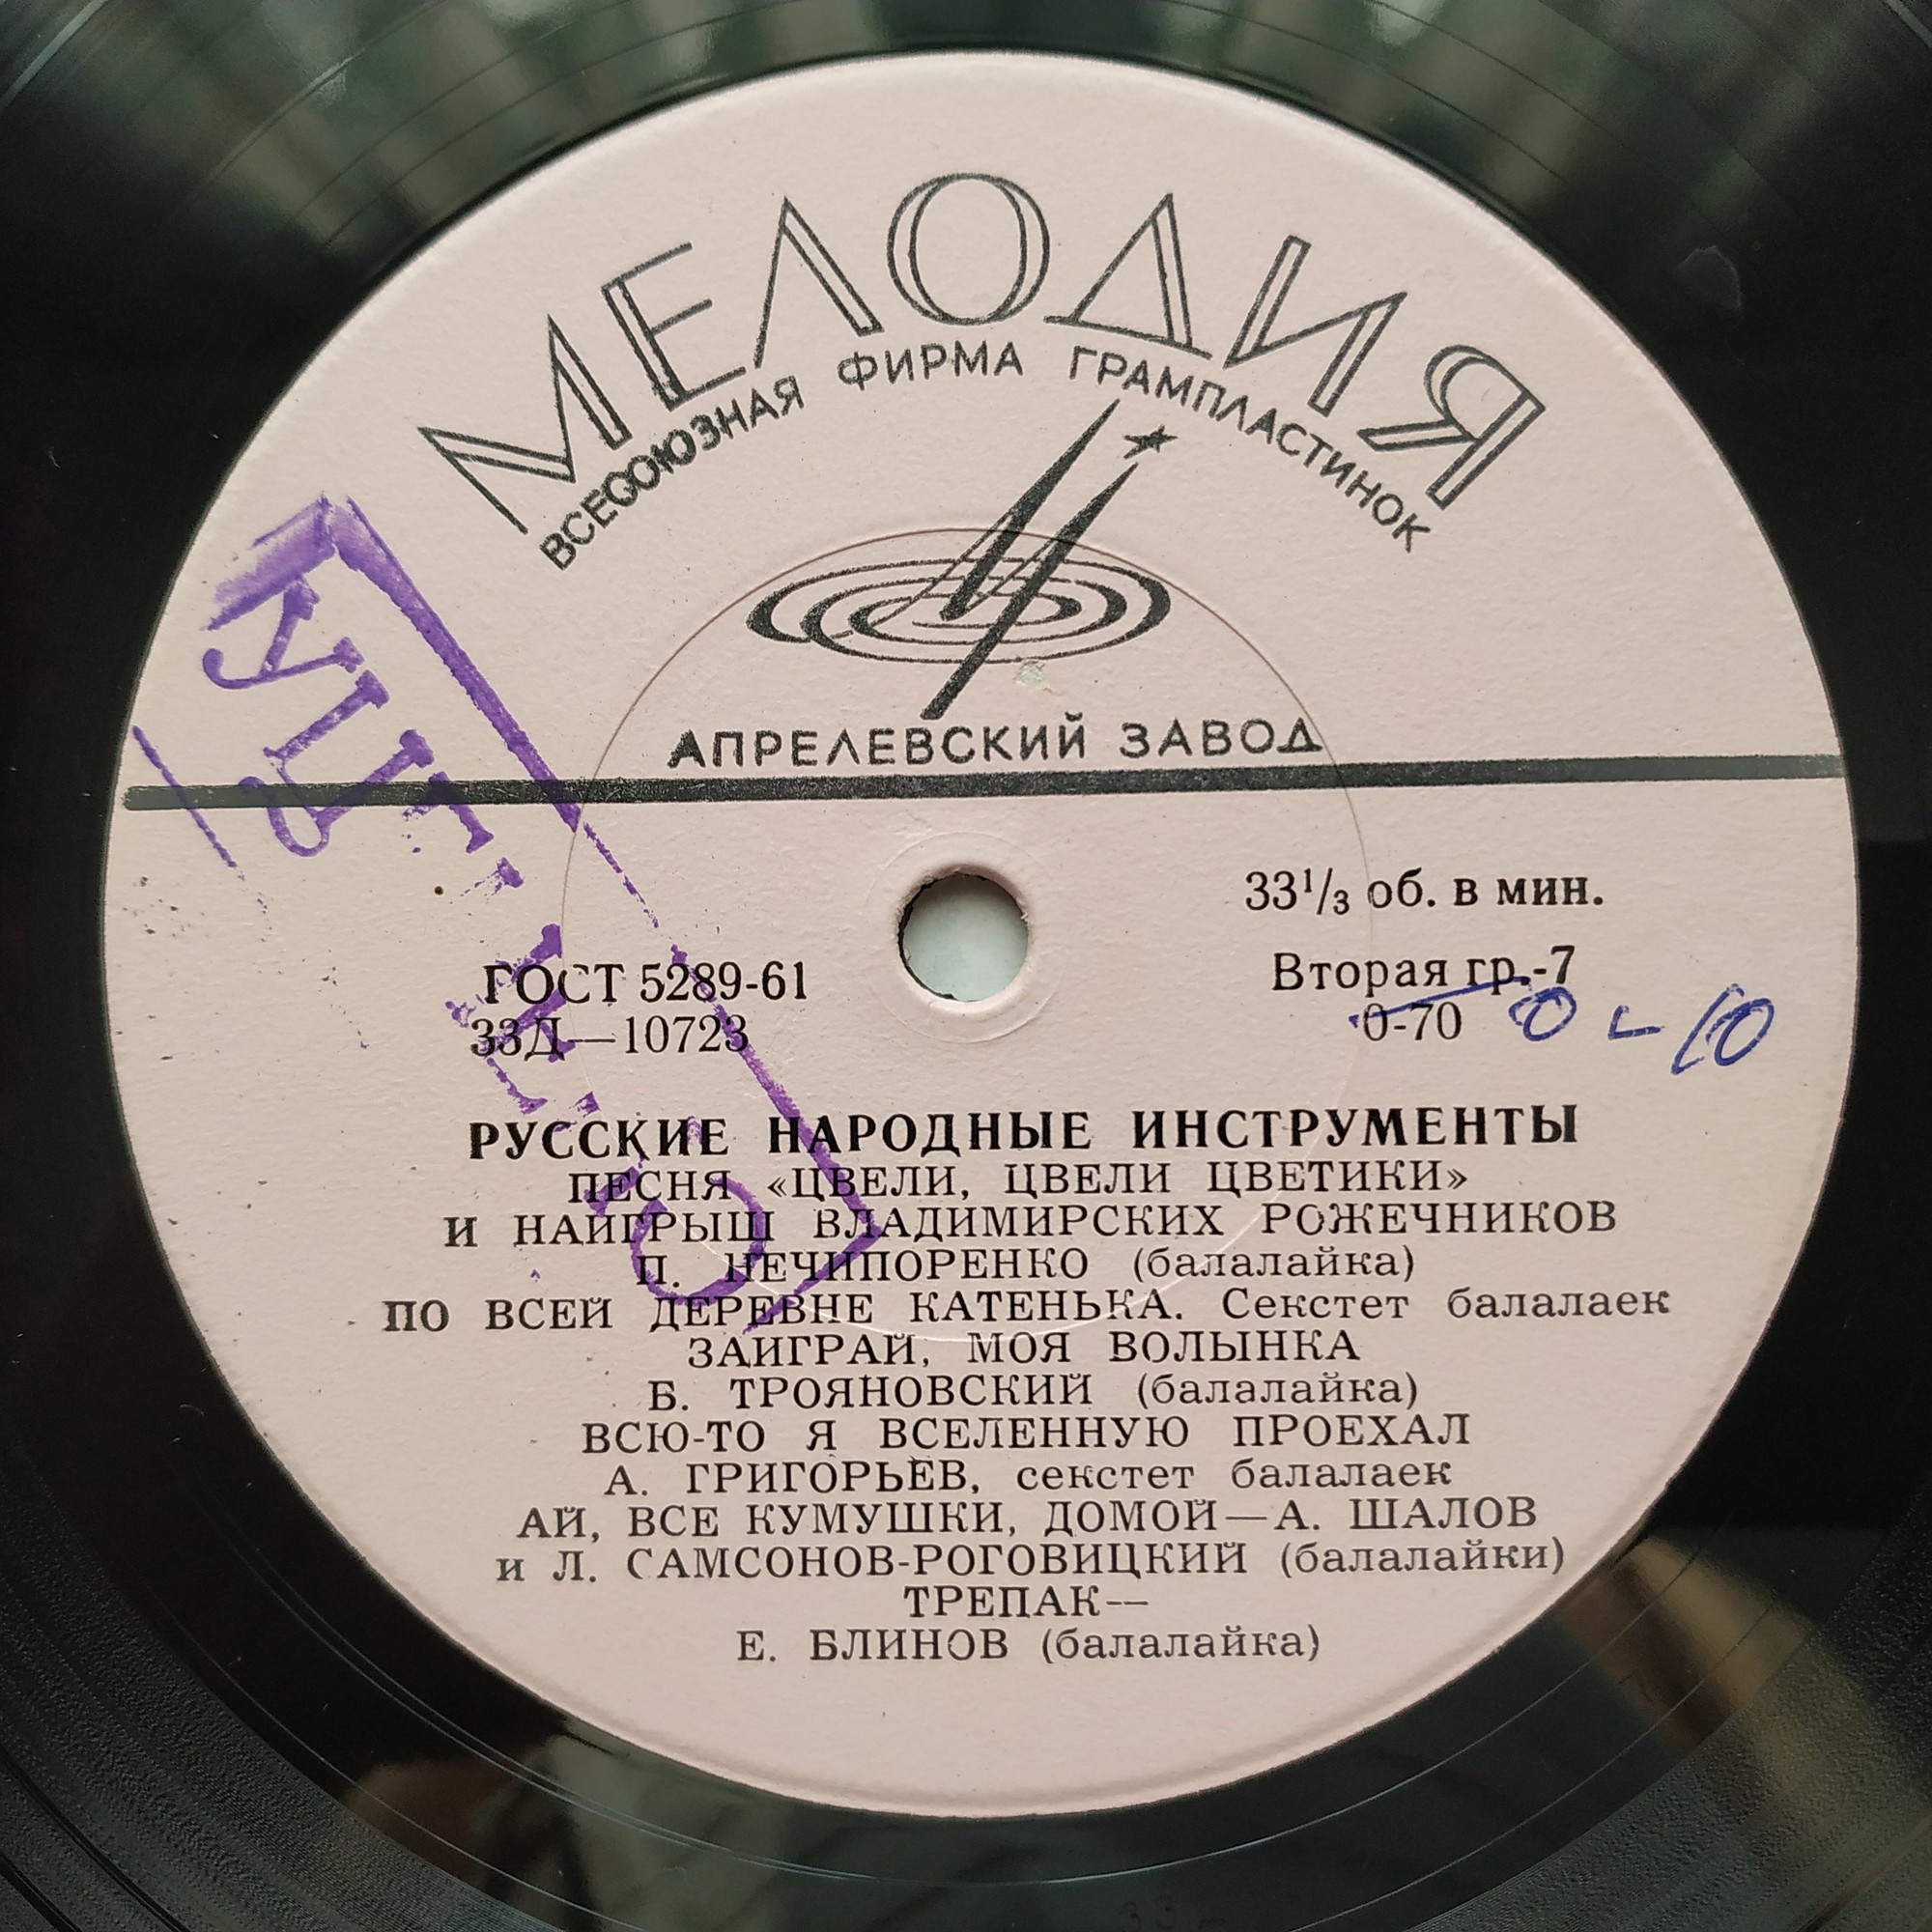 МЕЛОДИЯ
ВСЕСОЮЗНАЯ ФИРМА ГРАМПЛАСТИНОК
АПРЕЛЕВСКИЙ ЗАВОД
33¹/₃ об. в мин.
ГОСТ 5289-61
Вторая гр.-7
33Д—10723
0-70
0-10
РУССКИЕ НАРОДНЫЕ ИНСТРУМЕНТЫ
ПЕСНЯ «ЦВЕЛИ, ЦВЕЛИ ЦВЕТИКИ»
И НАИГРЫШ ВЛАДИМИРСКИХ РОЖЕЧНИКОВ
П. НЕЧИПОРЕНКО (балалайка)
ПО ВСЕЙ ДЕРЕВНЕ КАТЕНЬКА. Секстет балалаек
ЗАИГРАЙ, МОЯ ВОЛЫНКА
Б. ТРОЯНОВСКИЙ (балалайка)
ВСЮ-ТО Я ВСЕЛЕННУЮ ПРОЕХАЛ
А. ГРИГОРЬЕВ, секстет балалаек
АЙ, ВСЕ КУМУШКИ, ДОМОЙ—А. ШАЛОВ
и Л. САМСОНОВ-РОГОВИЦКИЙ (балалайки)
ТРЕПАК—
Е. БЛИНОВ (балалайка)